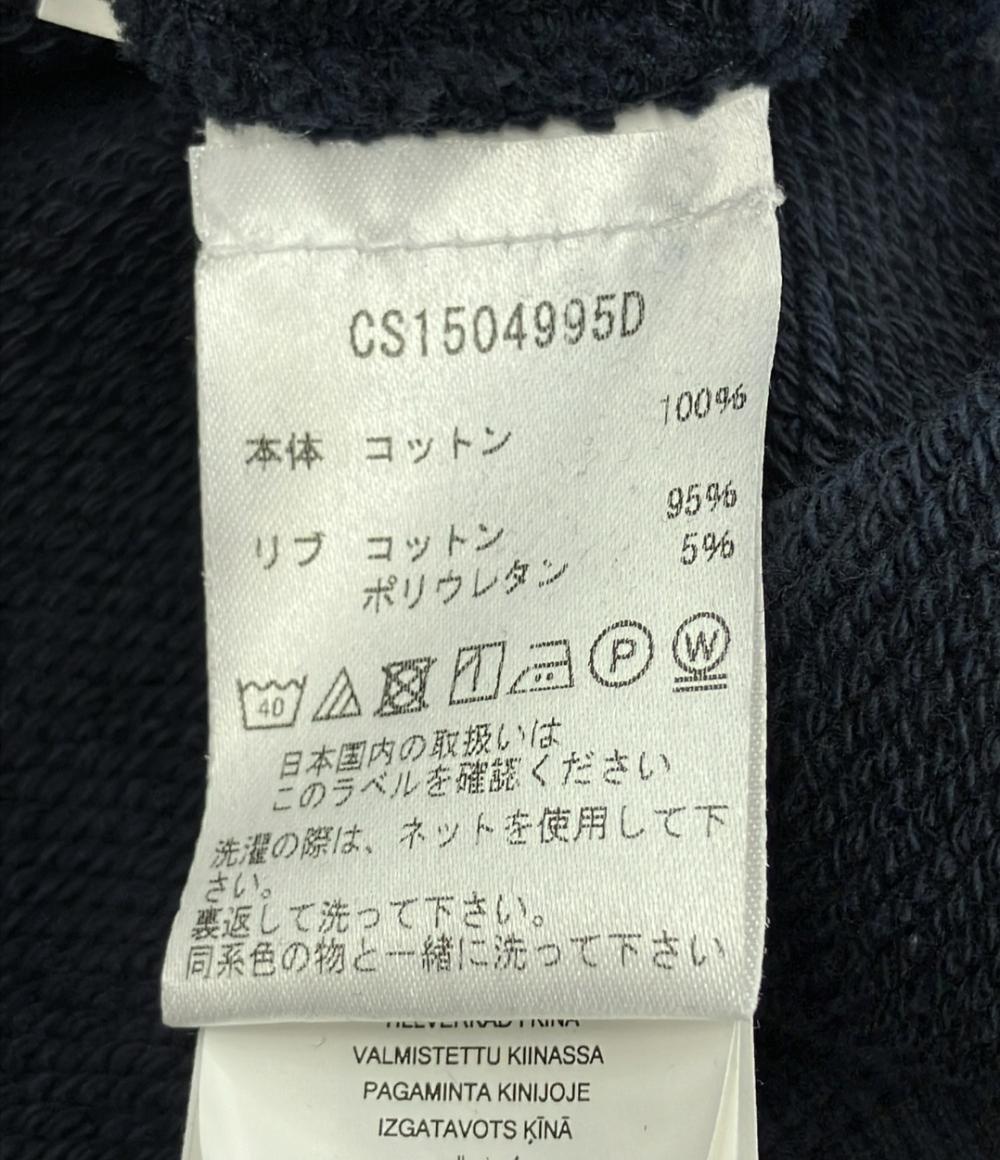 CS1504995D
本体 コットン 100%
リブ コットン 95%
ポリウレタン 5%
40 P W
日本国内の取扱いは
このラベルを確認ください
洗濯の際は、ネットを使用して下
さい。
裏返して洗って下さい。
同系色の物と一緒に洗って下さい
VALMISTETTU KIINASSA
PAGAMINTA KINIJOJE
IZGATAVOTS ĶĪNĀ